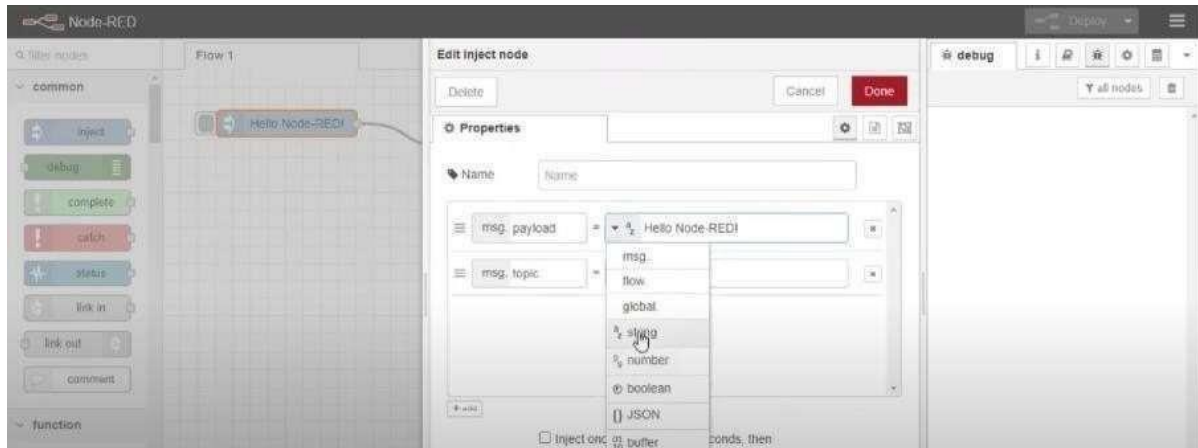 Node-RED
Deploy
filter nodes
common
inject
debug
complete
catch
status
link in
link out
comment
function
Flow 1
Hello Node-RED!
Edit inject node
Delete
Cancel
Done
Properties
Name
Name
msg. payload
=
Hello Node-RED!
msg. topic
=
msg.
flow.
global.
string
number
boolean
{} JSON
buffer
+ add
Inject once
conds, then
debug
all nodes